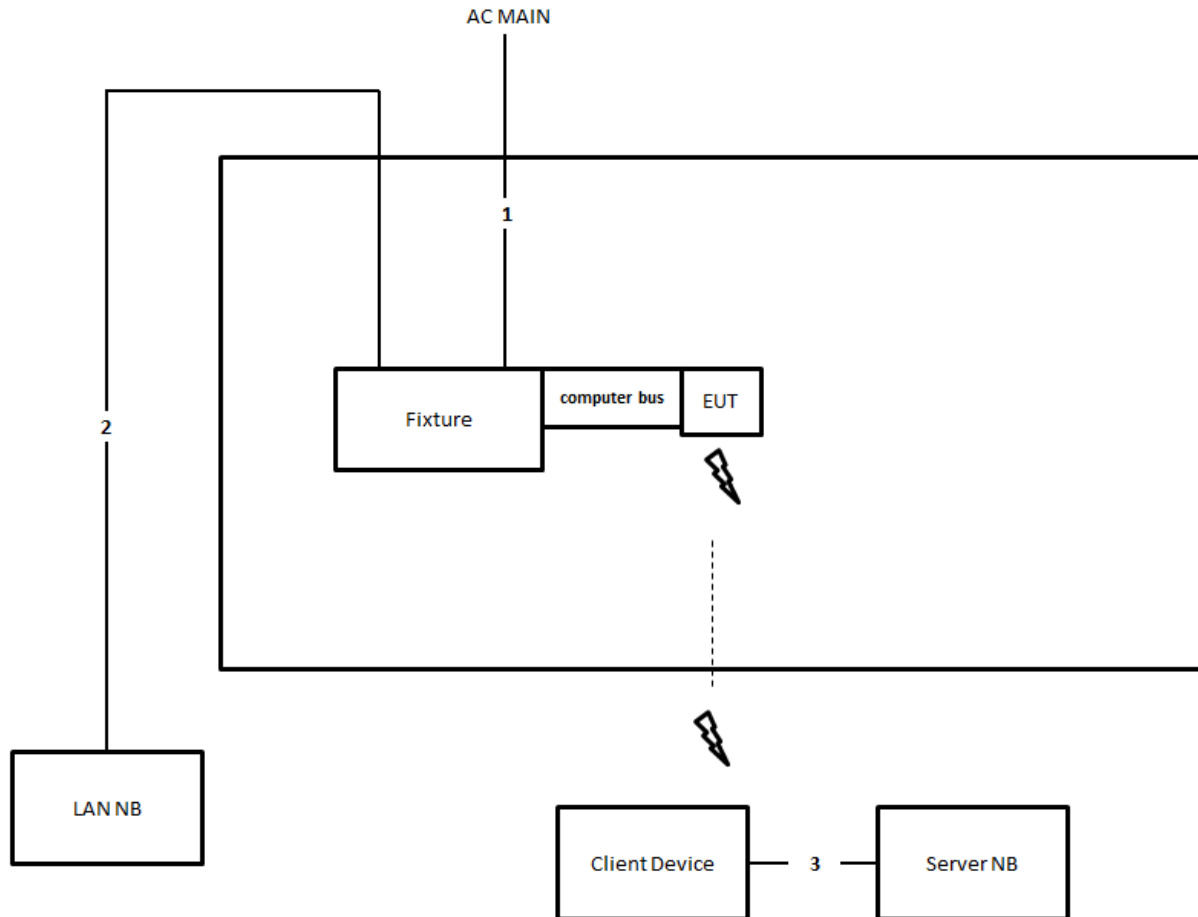 AC MAIN
1
computer bus
EUT
Fixture
2
LAN NB
Client Device
3
Server NB